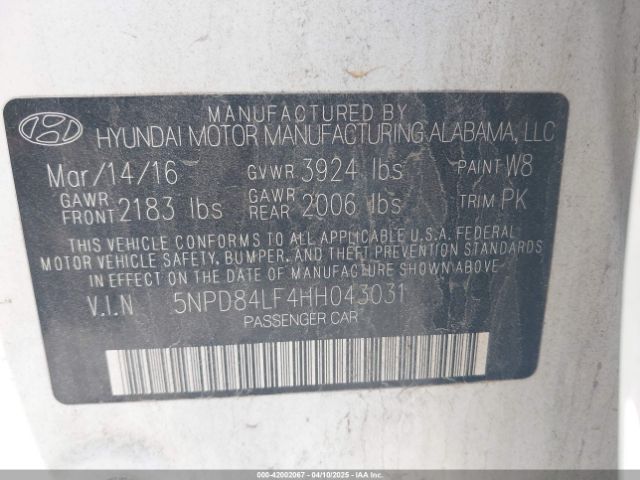 MANUFACTURED BY
HYUNDAI MOTOR MANUFACTURING ALABAMA, LLC
Mar/14/16 GVWR 3924 lbs PAINT W8
GAWR FRONT 2183 lbs GAWR REAR 2006 lbs TRIM PK
THIS VEHICLE CONFORMS TO ALL APPLICABLE U.S.A. FEDERAL
MOTOR VEHICLE SAFETY, BUMPER, AND THEFT PREVENTION STANDARDS
IN EFFECT ON THE DATE OF MANUFACTURE SHOWN ABOVE.
V.I.N 5NPD84LF4HH043031
PASSENGER CAR
000-42002067 - 04/10/2025 - IAAI.COM